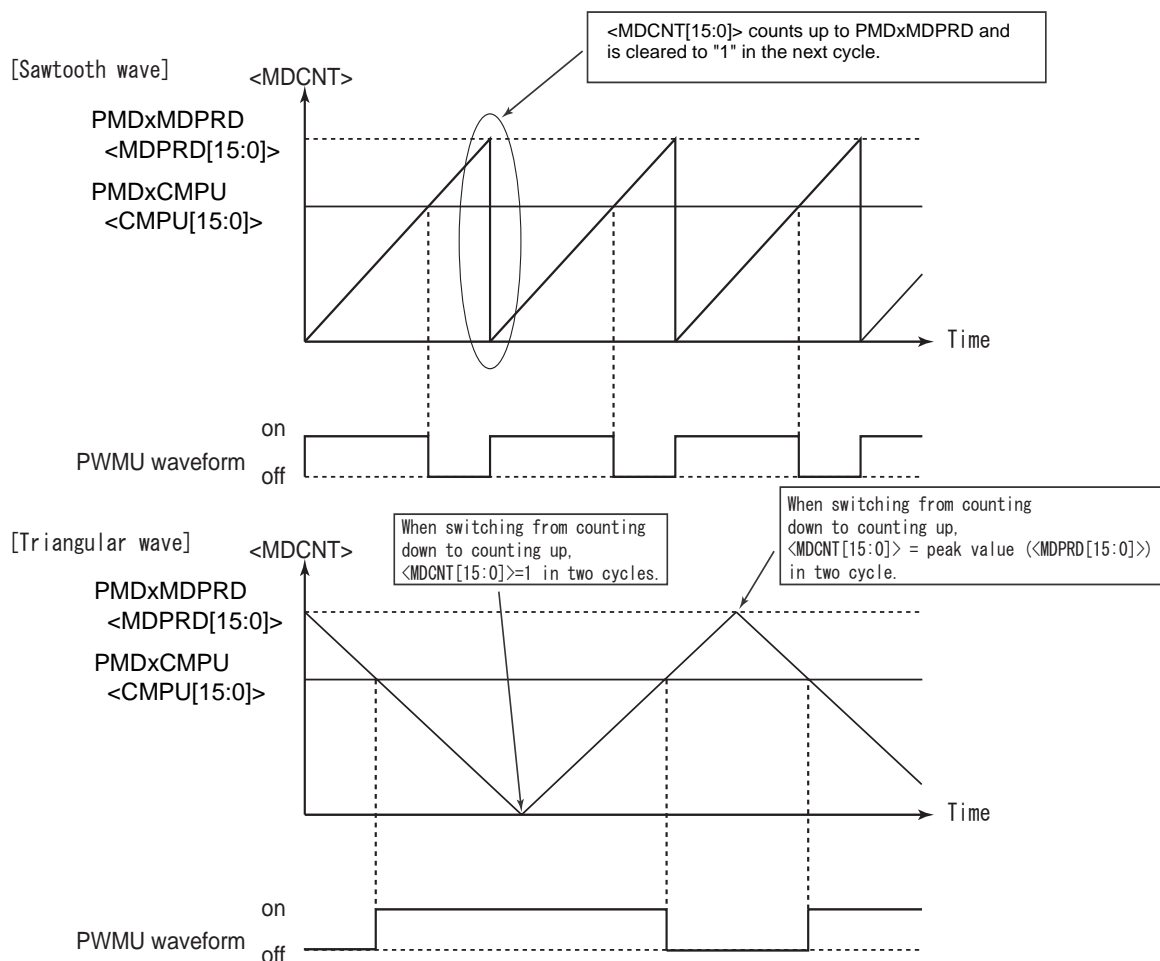 <MDCNT[15:0]> counts up to PMDxMDPRD and
is cleared to "1" in the next cycle.
[Sawtooth wave]
<MDCNT>
PMDxMDPRD
<MDPRD[15:0]>
PMDxCMPU
<CMPU[15:0]>
Time
on
PWMU waveform
off
When switching from counting
down to counting up,
<MDCNT[15:0]>=1 in two cycles.
When switching from counting
down to counting up,
<MDCNT[15:0]> = peak value (<MDPRD[15:0]>)
in two cycle.
[Triangular wave]
<MDCNT>
PMDxMDPRD
<MDPRD[15:0]>
PMDxCMPU
<CMPU[15:0]>
Time
on
PWMU waveform
off